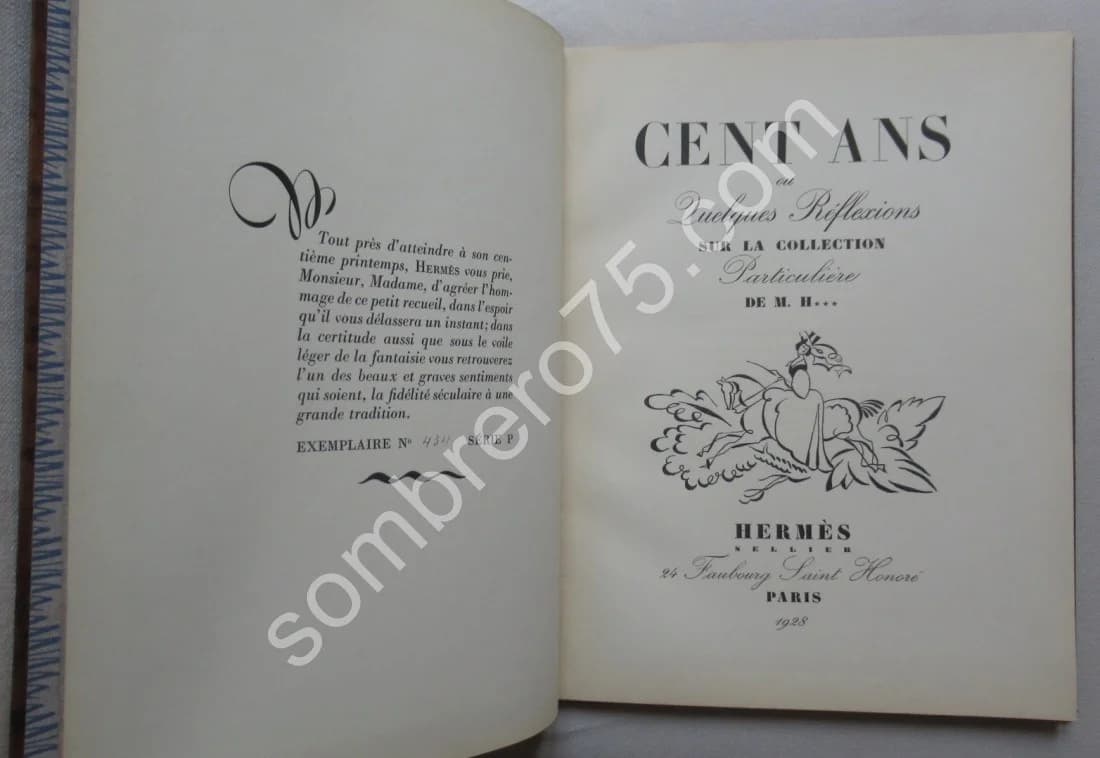 Tout près d'atteindre à son cen-
tième printemps, HERMÈS vous prie,
Monsieur, Madame, d'agréer l'hom-
mage de ce petit recueil, dans l'espoir
qu'il vous délassera un instant; dans
la certitude aussi que sous le voile
léger de la fantaisie vous retrouverez
l'un des beaux et graves sentiments
qui soient, la fidélité séculaire à une
grande tradition.
EXEMPLAIRE No SÉRIE P
CENT ANS
ou
Quelques Réflexions
SUR LA COLLECTION
Particulière
DE M. H***
HERMÈS
SELLIER
24 Faubourg Saint Honoré
PARIS
1928
sombrero75.com